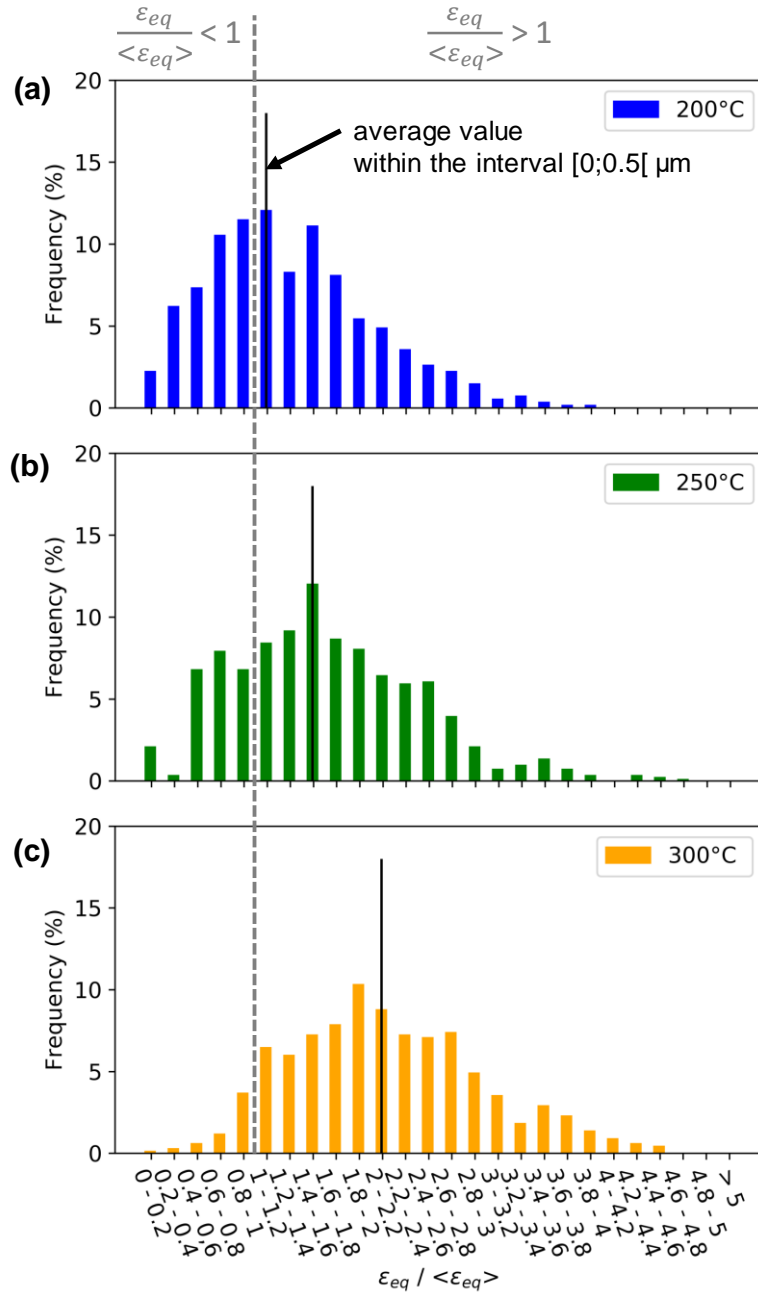 ε_eq / <ε_eq> < 1
ε_eq / <ε_eq> > 1
(a)
20
15
10
5
0
Frequency (%)
200°C
average value
within the interval [0;0.5[ µm
(b)
20
15
10
5
0
Frequency (%)
250°C
(c)
20
15
10
5
0
Frequency (%)
300°C
0 - 0.2
0.2 - 0.4
0.4 - 0,6
0.6 - 0.8
0.8 - 1
1 - 1.2
1.2 - 1.4
1.4 - 1.6
1.6 - 1.8
1.8 - 2
2 - 2.2
2.2 - 2.4
2.4 - 2.6
2.6 - 2.8
2.8 - 3
3 - 3.2
3.2 - 3.4
3.4 - 3.6
3.6 - 3.8
3.8 - 4
4 - 4.2
4.2 - 4.4
4.4 - 4.6
4.6 - 4.8
4.8 - 5
> 5
ε_eq / <ε_eq>